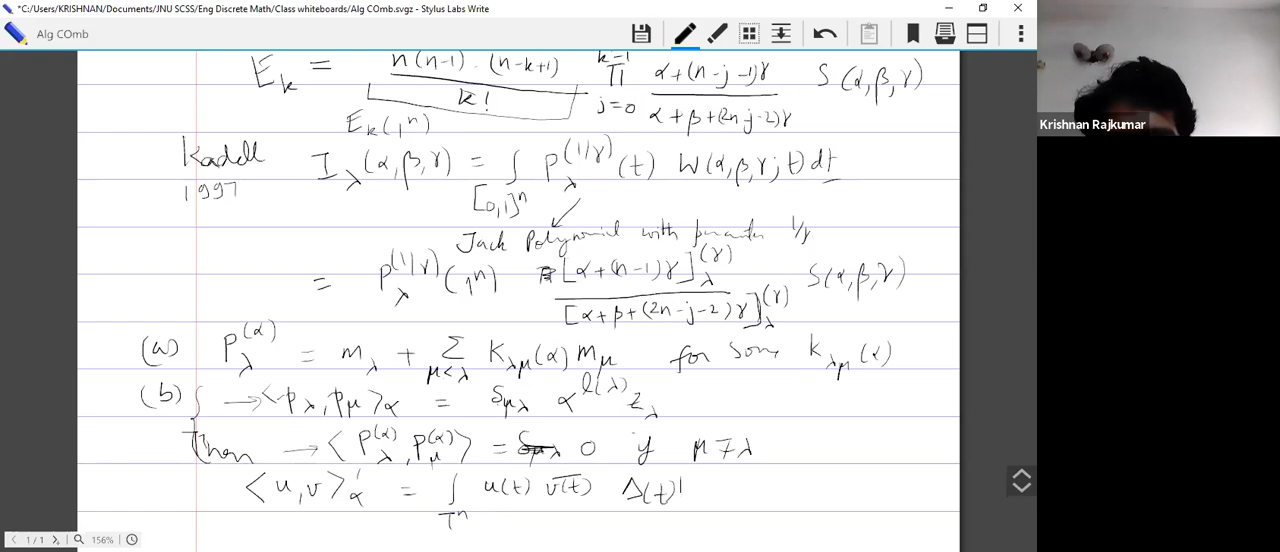 *C:/Users/KRISHNAN/Documents/JNU SCSS/Eng Discrete Math/Class whiteboards/Alg COmb.svgz - Stylus Labs Write
Alg COmb
E_k = n(n-1) · (n-k+1) / k! ∏_{j=0}^{k-1} α+(n-j-1)γ / α+β+(2n-j-2)γ S(α,β,γ)
E_k(1^n)
Kadell I_λ(α,β,γ) = ∫_{[0,1]^n} P_λ^{(1/γ)}(t) W(α,β,γ;t)dt
1997
Jack Polynomial with parameter 1/γ
= P_λ^{(1/γ)}(1^n) [α+(n-1)γ]_λ^{(γ)} / [α+β+(2n-j-2)γ]_λ^{(γ)} S(α,β,γ)
(a) P_λ^{(α)} = m_λ + Σ_{μ<λ} K_{λμ}(α) m_μ for some K_{λμ}(α)
(b) → <p_λ, p_μ>_α = δ_{μλ} α^{l(λ)} z_λ
Then → <P_λ^{(α)}, P_μ^{(α)}> = 0 if μ≠λ
<u,v>'_α = ∫_{T^n} u(t) \overline{v(t)} Δ(t)
1 / 1
156%
Krishnan Rajkumar